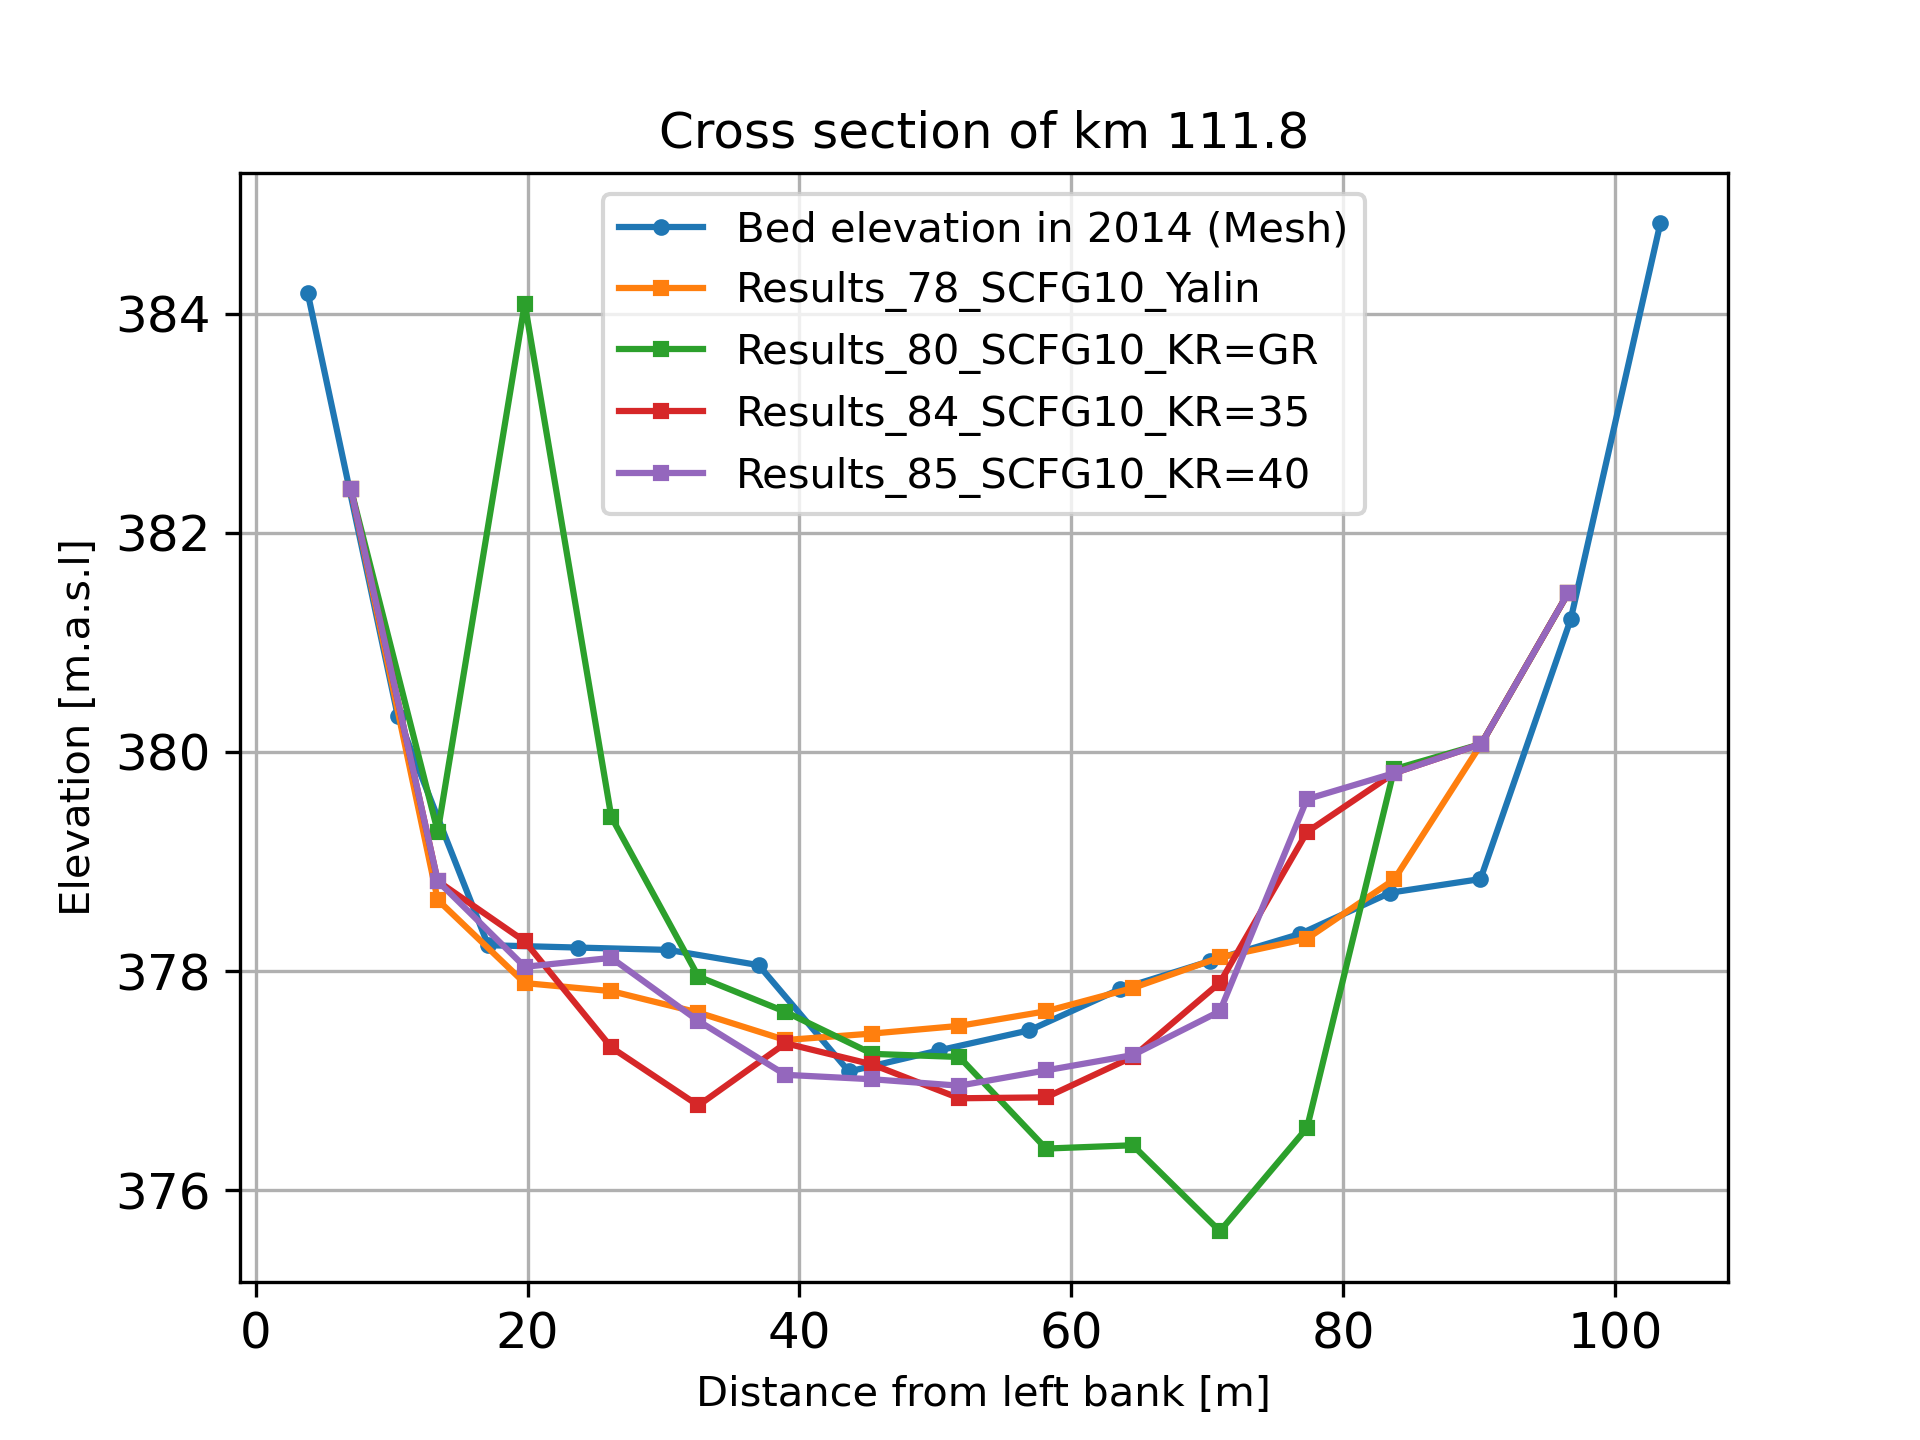 Cross section of km 111.8
Bed elevation in 2014 (Mesh)
Results_78_SCFG10_Yalin
Results_80_SCFG10_KR=GR
Results_84_SCFG10_KR=35
Results_85_SCFG10_KR=40
Elevation [m.a.s.l]
384
382
380
378
376
0 20 40 60 80 100
Distance from left bank [m]